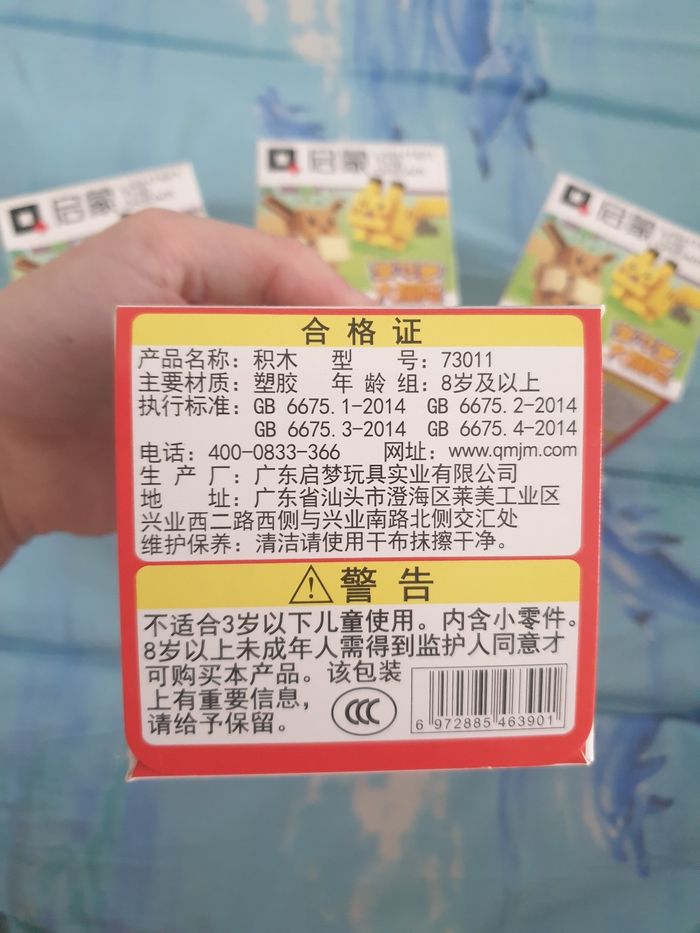 启蒙
启蒙
启蒙
合格证
产品名称：积木 型号：73011
主要材质：塑胶 年龄组：8岁及以上
执行标准：GB 6675.1-2014 GB 6675.2-2014
GB 6675.3-2014 GB 6675.4-2014
电话：400-0833-366 网址：www.qmjm.com
生产厂：广东启梦玩具实业有限公司
地址：广东省汕头市澄海区莱美工业区
兴业西二路西侧与兴业南路北侧交汇处
维护保养：清洁请使用干布抹擦干净。
警告
不适合3岁以下儿童使用。内含小零件。
8岁以上未成年人需得到监护人同意才
可购买本产品。该包装
上有重要信息，
请给予保留。
CCC
6 972885 463901